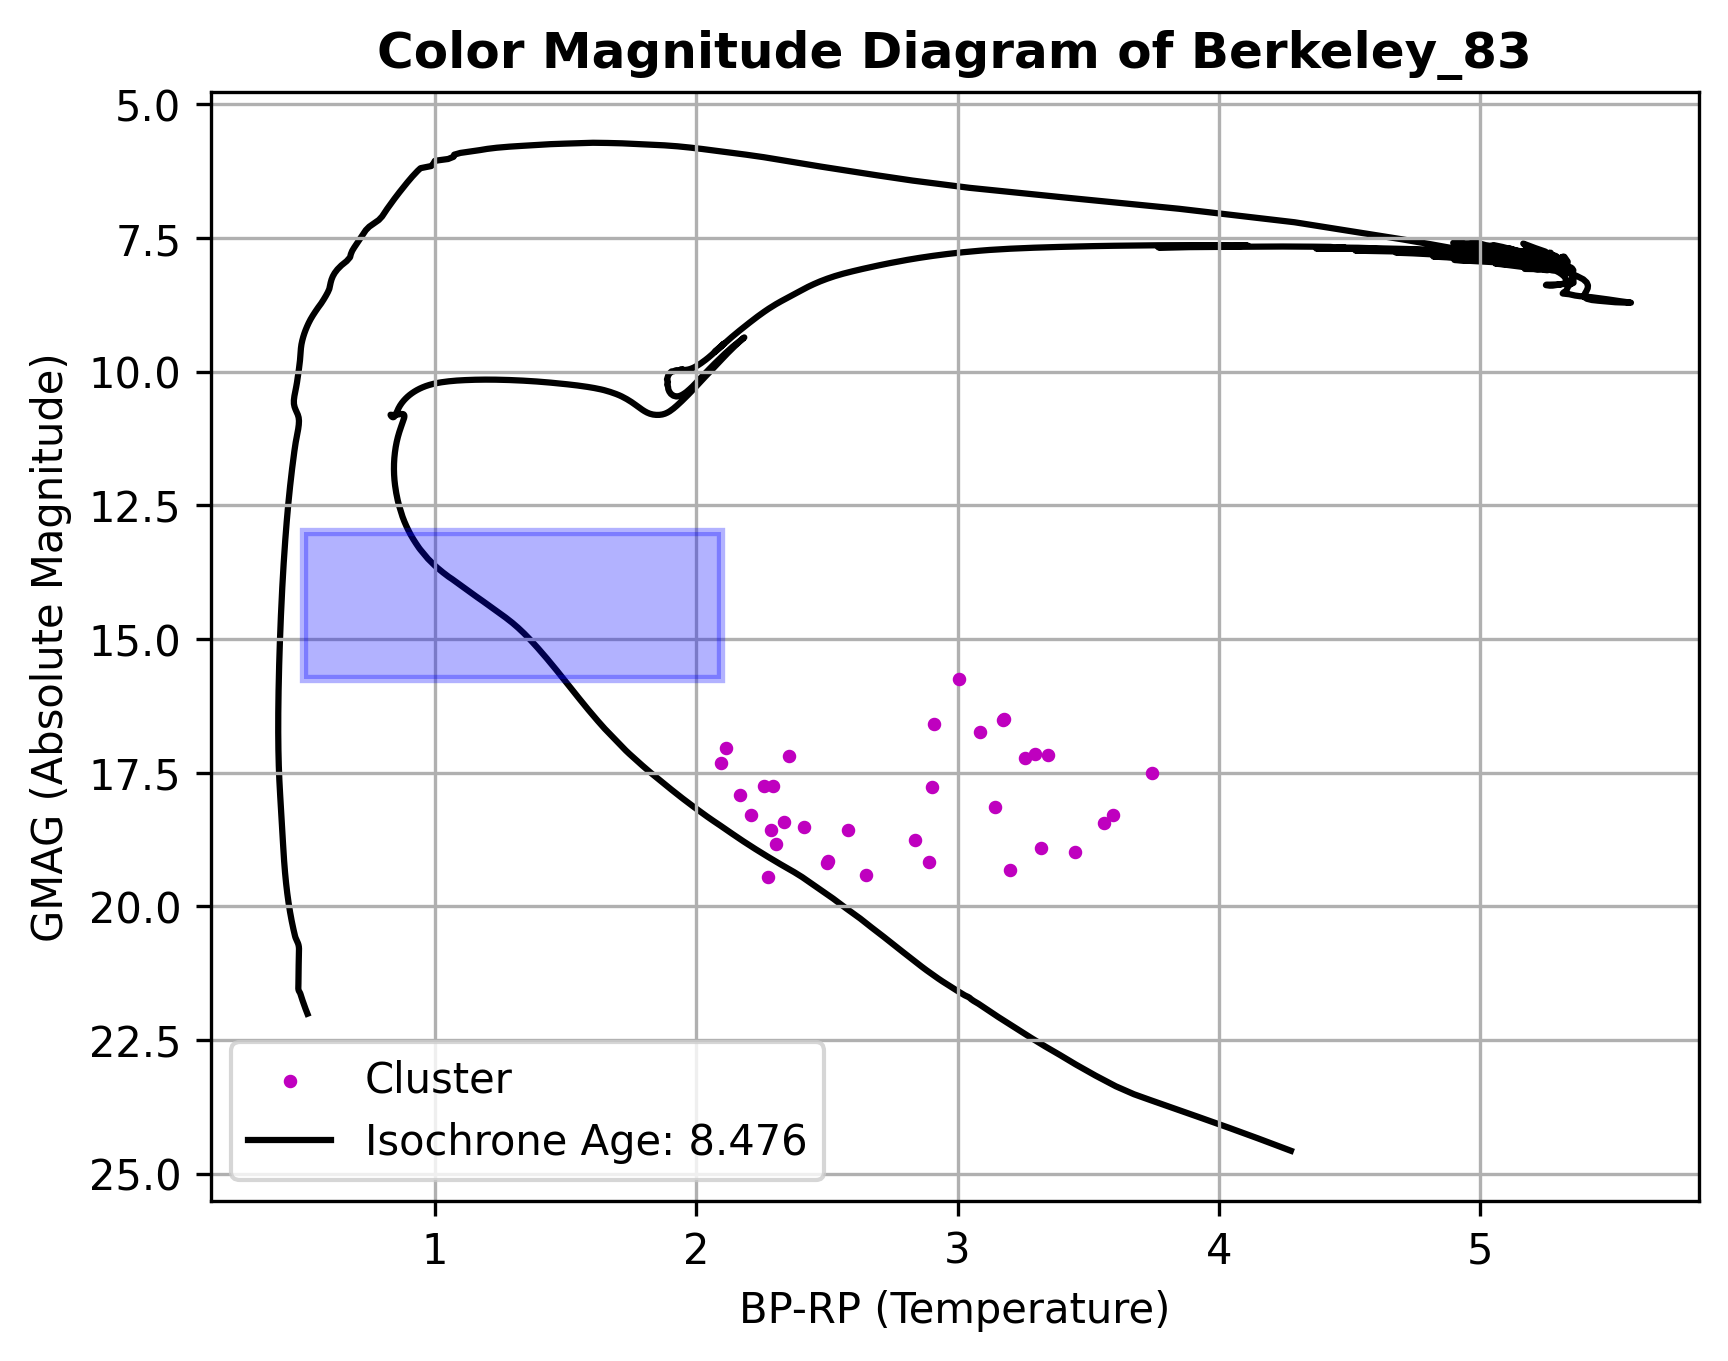 Color Magnitude Diagram of Berkeley_83
GMAG (Absolute Magnitude)
5.0
7.5
10.0
12.5
15.0
17.5
20.0
22.5
25.0
Cluster
Isochrone Age: 8.476
1 2 3 4 5
BP-RP (Temperature)